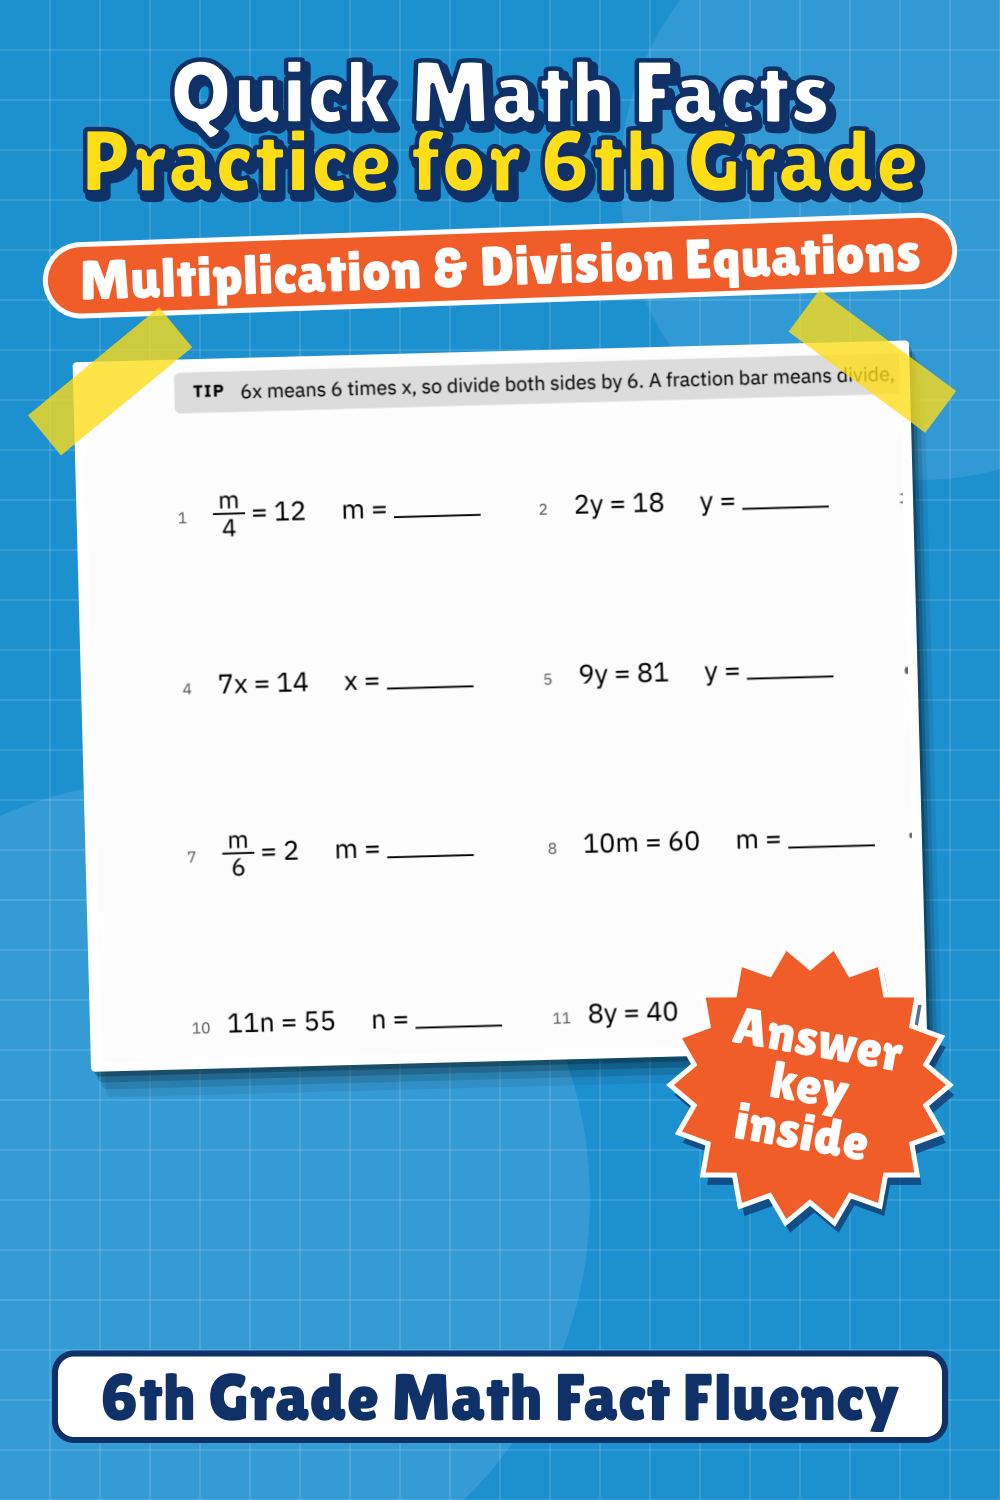 Quick Math Facts
Practice for 6th Grade
Multiplication & Division Equations
TIP 6x means 6 times x, so divide both sides by 6. A fraction bar means divide,
1 m/4 = 12 m = ______
2 2y = 18 y = ______
4 7x = 14 x = ______
5 9y = 81 y = ______
7 m/6 = 2 m = ______
8 10m = 60 m = ______
10 11n = 55 n = ______
11 8y = 40
Answer
key
inside
6th Grade Math Fact Fluency